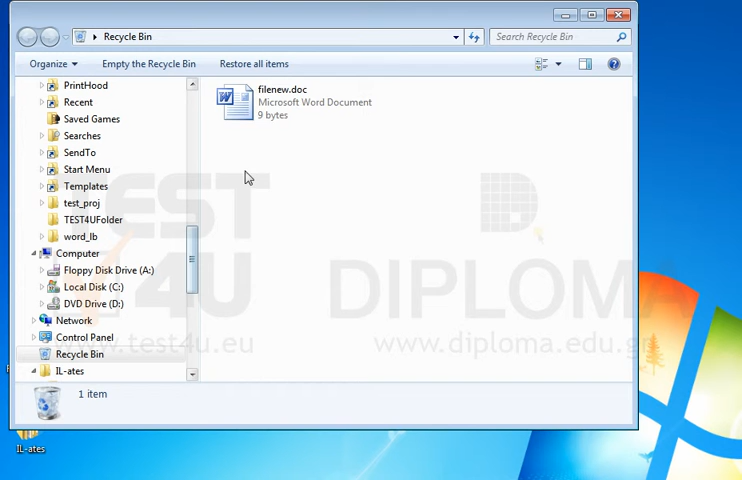 Recycle Bin
Search Recycle Bin
Organize
Empty the Recycle Bin
Restore all items
PrintHood
Recent
Saved Games
Searches
SendTo
Start Menu
Templates
test_proj
TEST4UFolder
word_lb
Computer
Floppy Disk Drive (A:)
Local Disk (C:)
DVD Drive (D:)
Network
Control Panel
Recycle Bin
IL-ates
filenew.doc
Microsoft Word Document
9 bytes
TEST
4U
www.test4u.eu
DIPLOMA
www.diploma.edu.gr
1 item
IL-ates